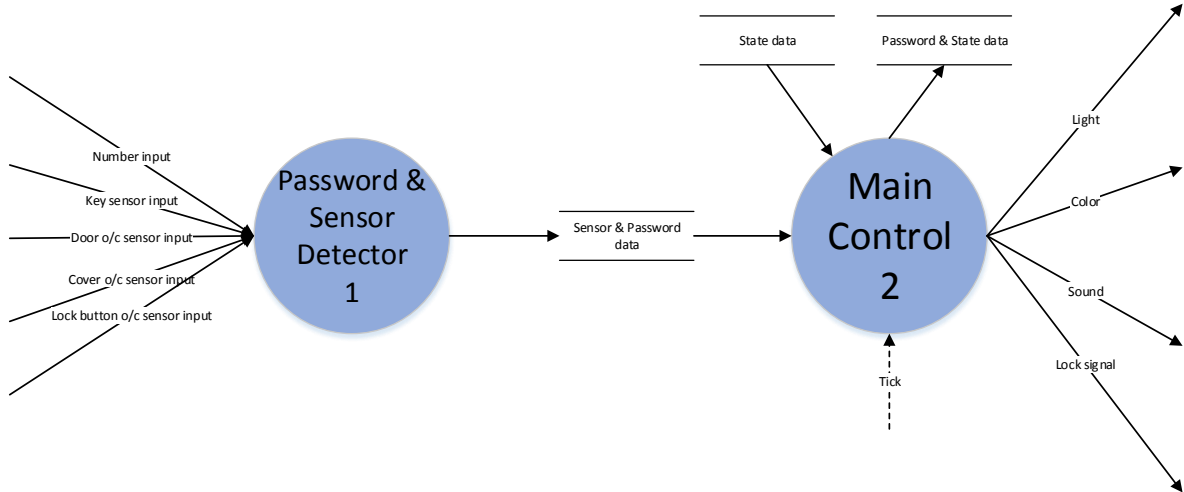 State data
Password & State data
Number input
Key sensor input
Door o/c sensor input
Cover o/c sensor input
Lock button o/c sensor input
Password &
Sensor
Detector
1
Sensor & Password
data
Main
Control
2
Tick
Light
Color
Sound
Lock signal